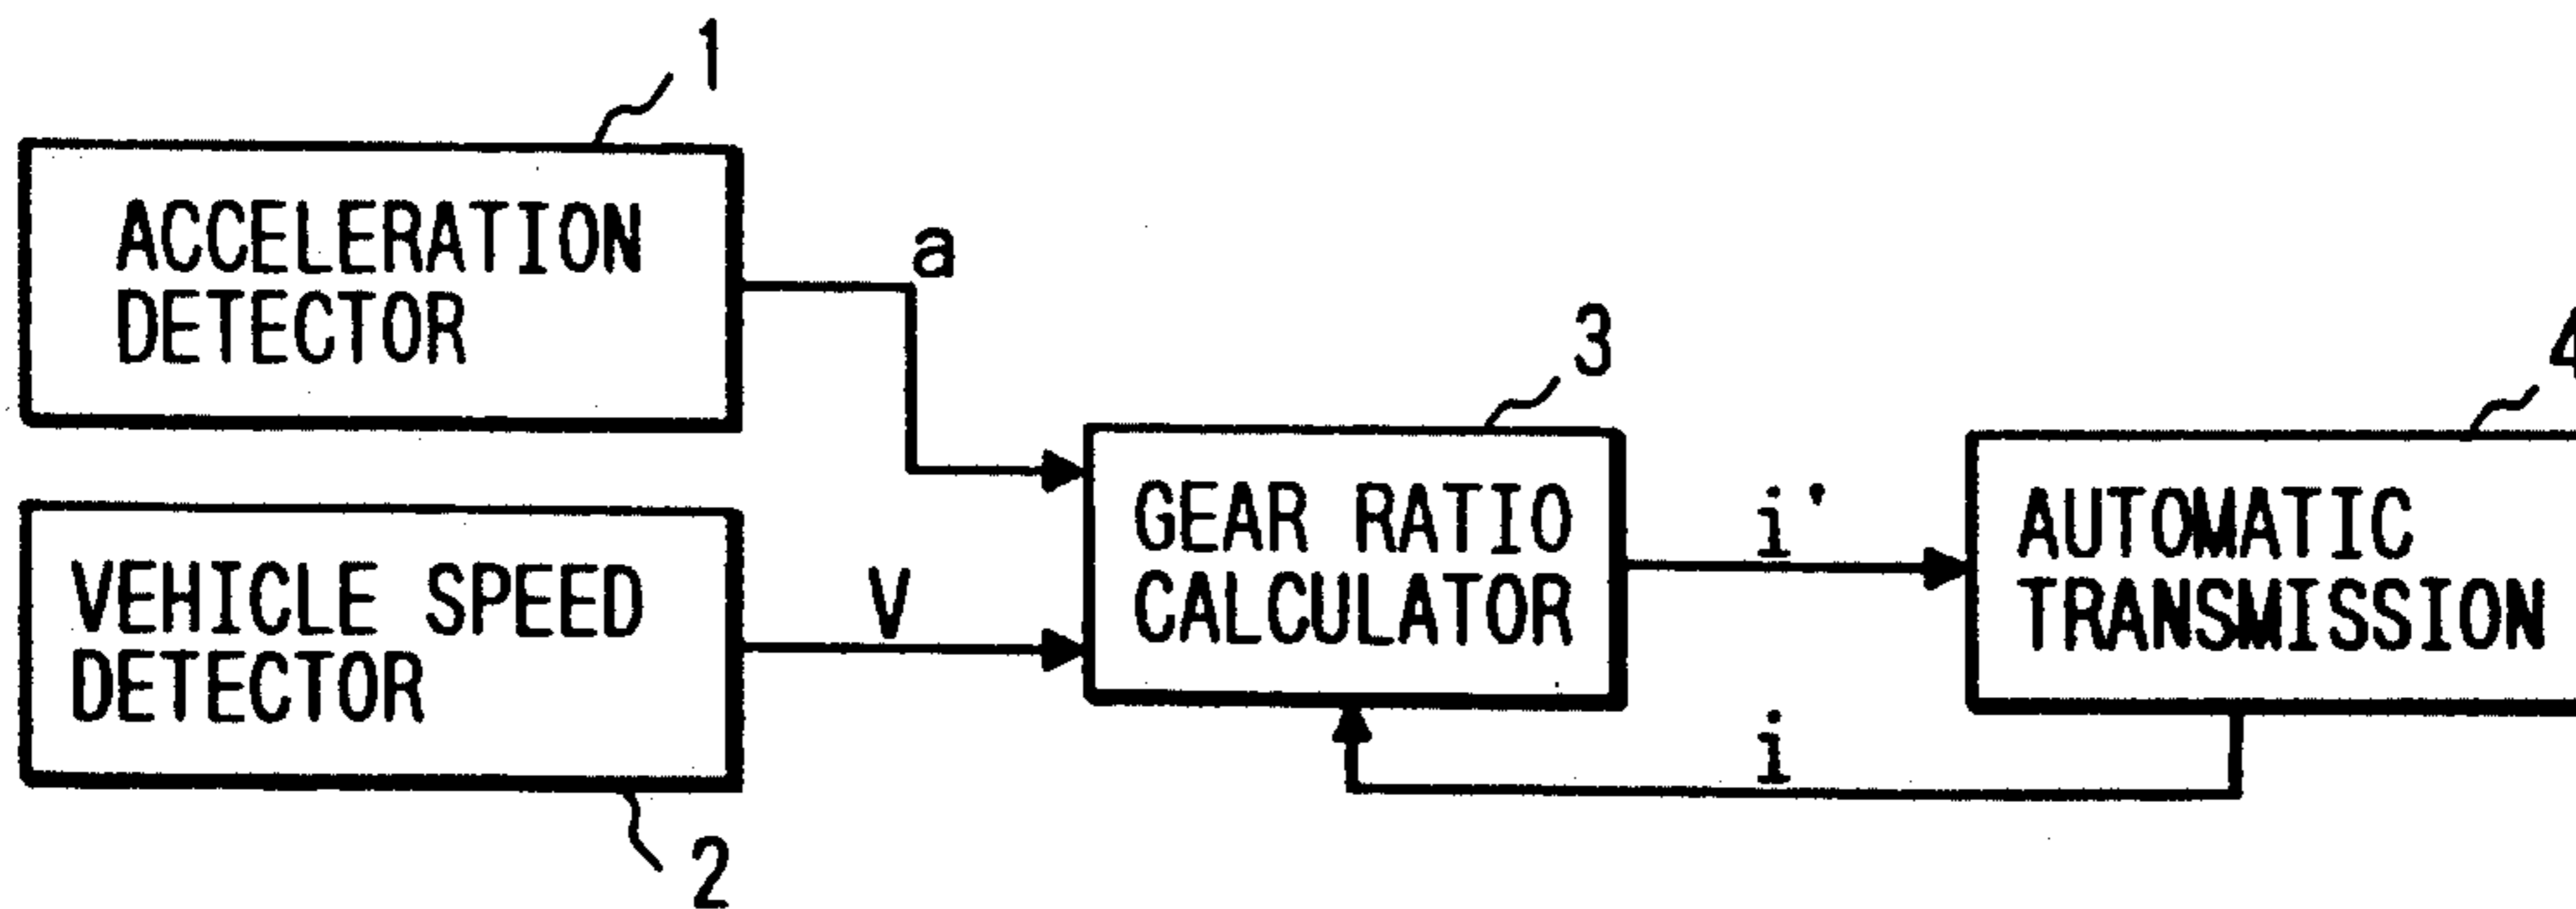 1
ACCELERATION
DETECTOR
a
3
4
GEAR RATIO
CALCULATOR
i'
AUTOMATIC
TRANSMISSION
VEHICLE SPEED
DETECTOR
V
i
2